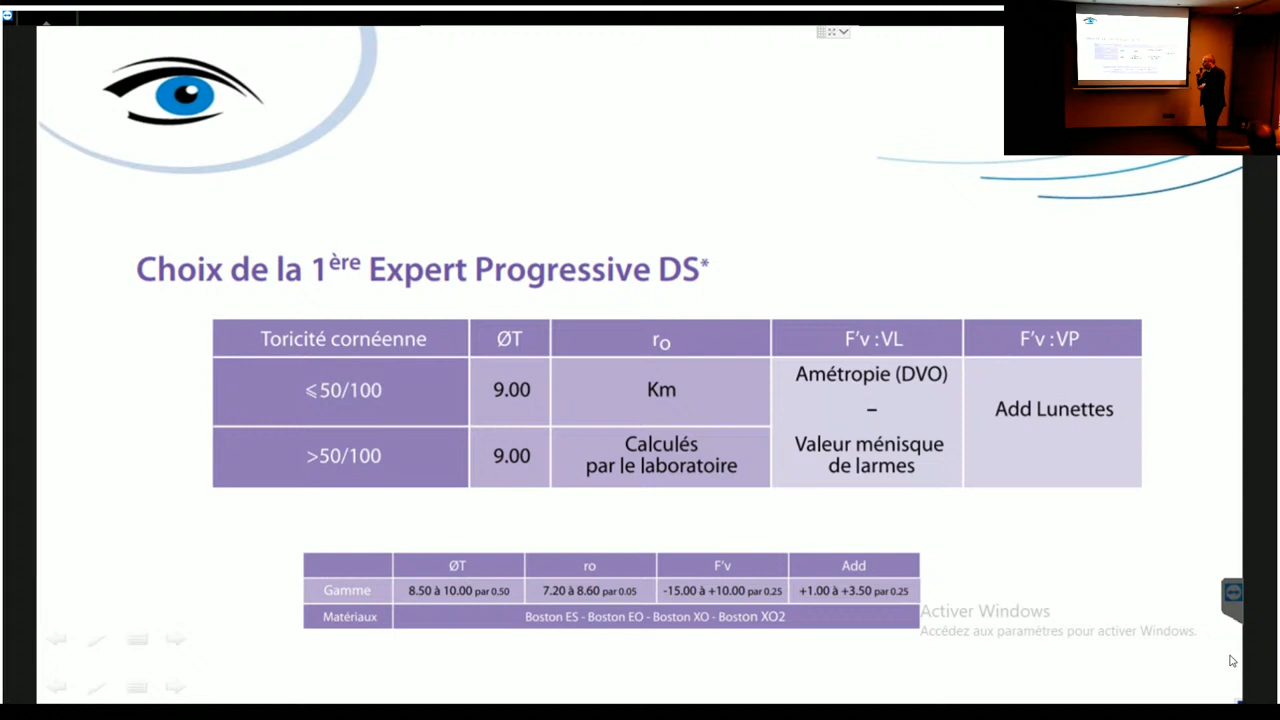 Choix de la 1ère Expert Progressive DS*
Toricité cornéenne ØT ro F'v : VL F'v : VP
⩽50/100 9.00 Km Amétropie (DVO) – Valeur ménisque de larmes Add Lunettes
>50/100 9.00 Calculés par le laboratoire
ØT ro F'v Add
Gamme 8.50 à 10.00 par 0.50 7.20 à 8.60 par 0.05 -15.00 à +10.00 par 0.25 +1.00 à +3.50 par 0.25
Matériaux Boston ES - Boston EO - Boston XO - Boston XO2
Activer Windows
Accédez aux paramètres pour activer Windows.